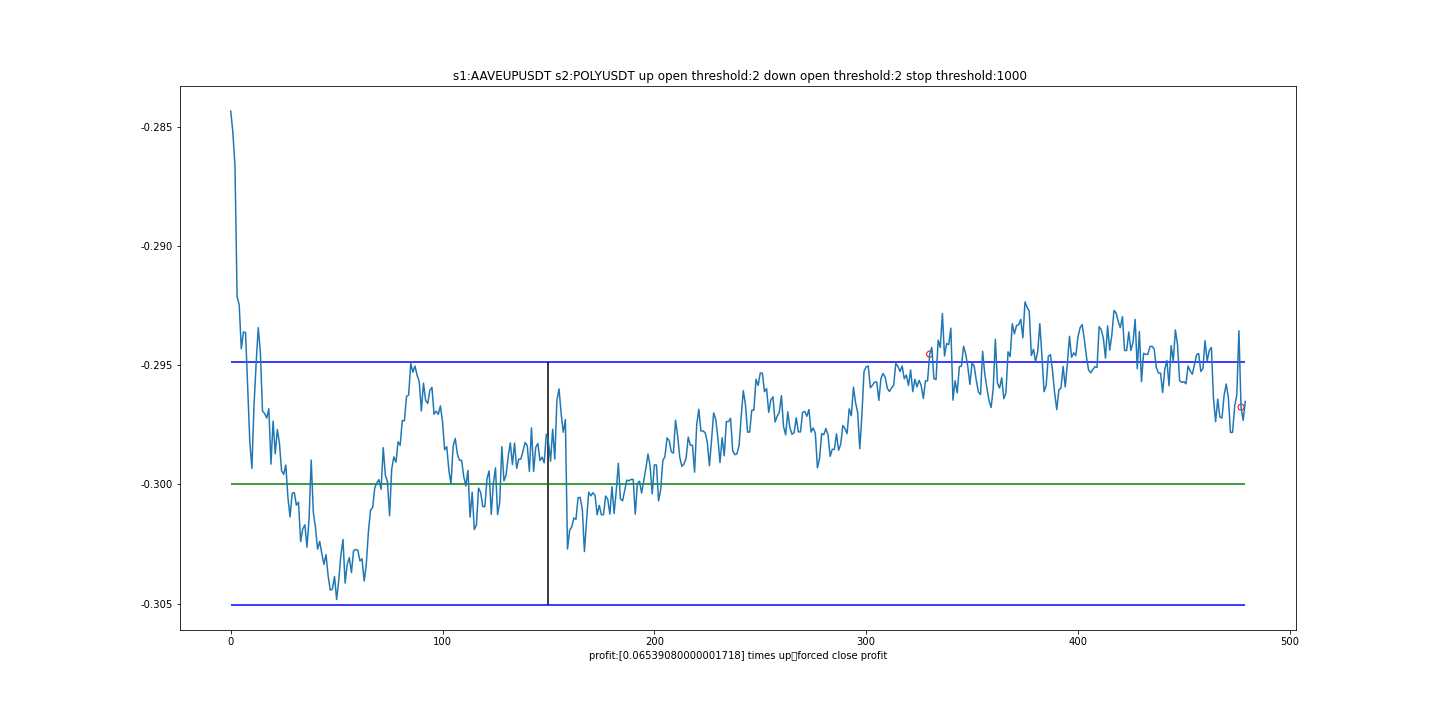 s1:AAVEUPUSDT s2:POLYUSDT up open threshold:2 down open threshold:2 stop threshold:1000
-0.285
-0.290
-0.295
-0.300
-0.305
0 100 200 300 400 500
profit:[0.06539080000001718] times up▯forced close profit